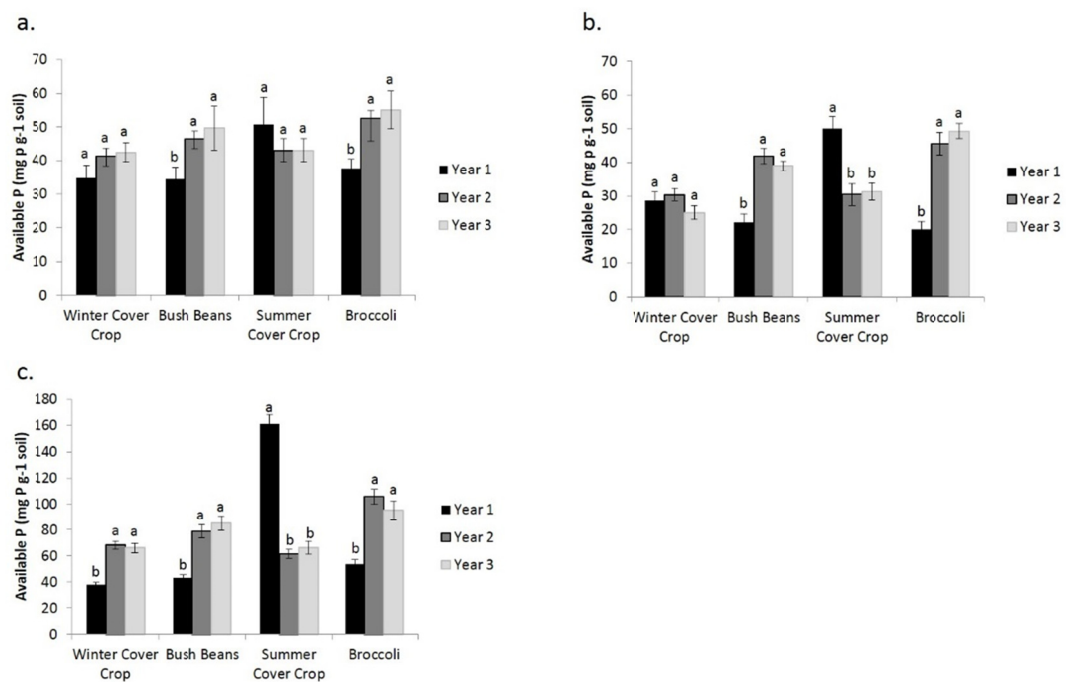 a.
70
60
50
40
30
20
10
0
Available P (mg p g-1 soil)
a a a
b a a
a a a
b a a
Winter Cover Crop
Bush Beans
Summer Cover Crop
Broccoli
Year 1
Year 2
Year 3
b.
70
60
50
40
30
20
10
0
Available P (mg p g-1 soil)
a a a
b a a
a b b
b a a
Winter Cover Crop
Bush Beans
Summer Cover Crop
Broccoli
Year 1
Year 2
Year 3
c.
180
160
140
120
100
80
60
40
20
0
Available P (mg P g-1 soil)
b a a
b a a
a b b
b a a
Winter Cover Crop
Bush Beans
Summer Cover Crop
Broccoli
Year 1
Year 2
Year 3